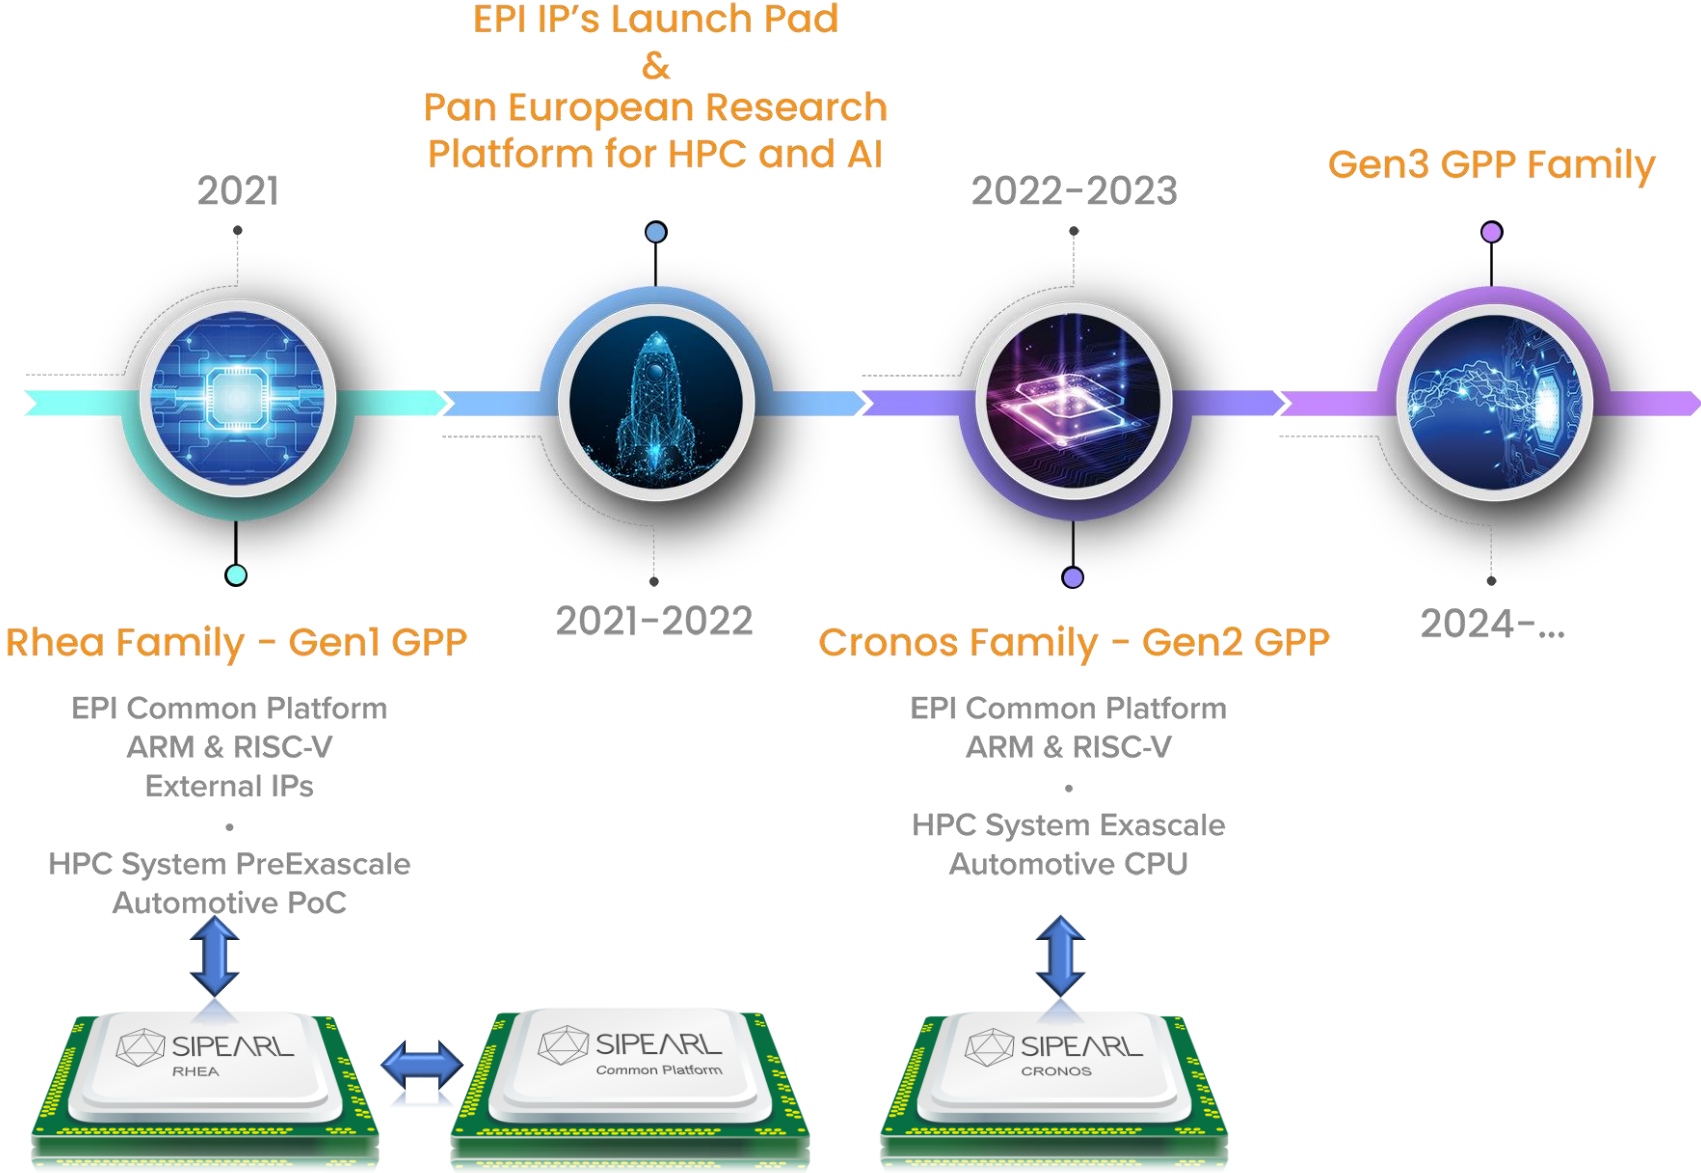 EPI IP’s Launch Pad
&
Pan European Research
Platform for HPC and AI
2021
2022-2023
Gen3 GPP Family
2021-2022
2024-...
Rhea Family - Gen1 GPP
EPI Common Platform
ARM & RISC-V
External IPs
•
HPC System PreExascale
Automotive PoC
Cronos Family - Gen2 GPP
EPI Common Platform
ARM & RISC-V
•
HPC System Exascale
Automotive CPU
SIPEARL
RHEA
SIPEARL
Common Platform
SIPEARL
CRONOS